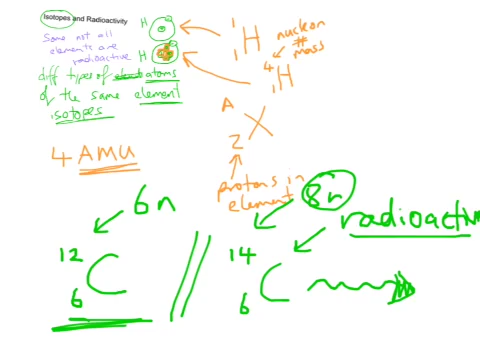 Isotopes and Radioactivity
Some not all
elements are
radioactive
H
H
diff types of atoms
of the same element
isotopes
4 AMU
1
1
H
nucleon
#
mass
4
1
H
A
X
Z
protons in
element
6n
12
6
C
8n
radioactive
14
6
C